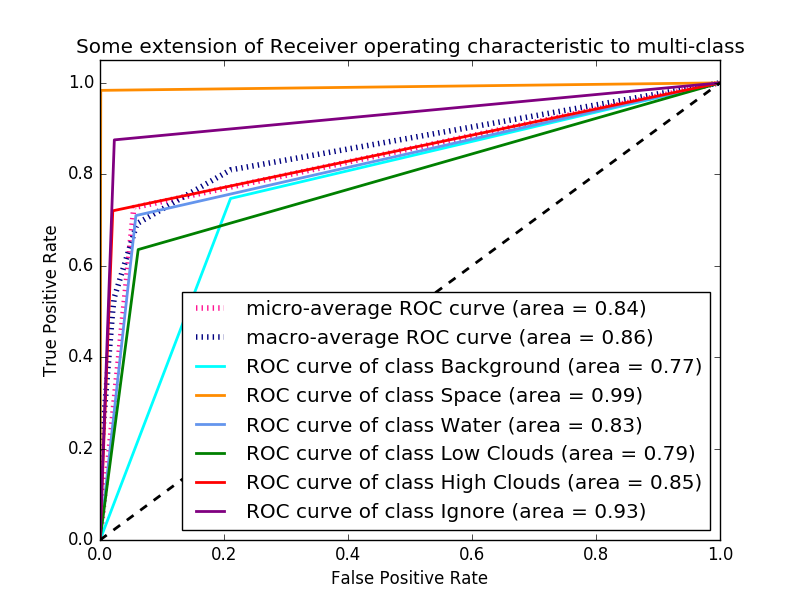 Some extension of Receiver operating characteristic to multi-class
True Positive Rate
1.0
0.8
0.6
0.4
0.2
0.0
micro-average ROC curve (area = 0.84)
macro-average ROC curve (area = 0.86)
ROC curve of class Background (area = 0.77)
ROC curve of class Space (area = 0.99)
ROC curve of class Water (area = 0.83)
ROC curve of class Low Clouds (area = 0.79)
ROC curve of class High Clouds (area = 0.85)
ROC curve of class Ignore (area = 0.93)
0.0 0.2 0.4 0.6 0.8 1.0
False Positive Rate